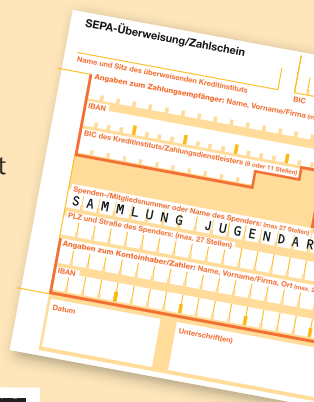 SEPA-Überweisung/Zahlschein
Name und Sitz des überweisenden Kreditinstituts
BIC
Angaben zum Zahlungsempfänger: Name, Vorname/Firma
IBAN
BIC des Kreditinstituts/Zahlungsdienstleisters (8 oder 11 Stellen)
t
Spenden-/Mitgliedsnummer oder Name des Spenders: (max. 27 Stellen)
SAMMLUNG JUGENDAR
PLZ und Straße des Spenders: (max. 27 Stellen)
Angaben zum Kontoinhaber/Zahler: Name, Vorname/Firma, Ort (max. 2
IBAN
Datum
Unterschrift(en)